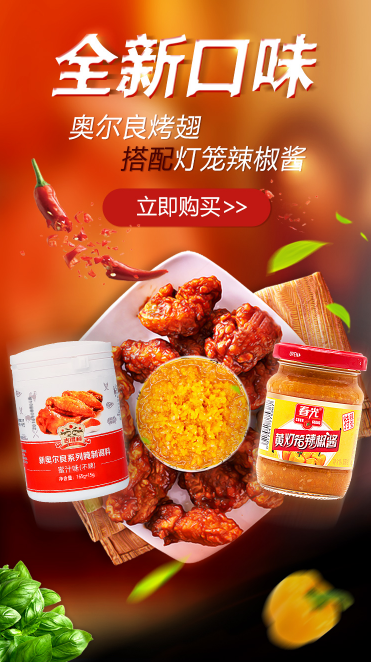 全新口味
奥尔良烤翅
搭配灯笼辣椒酱
立即购买>>
新奥尔良系列腌制调料
蜜汁味(不辣)
春光
黄灯笼辣椒酱